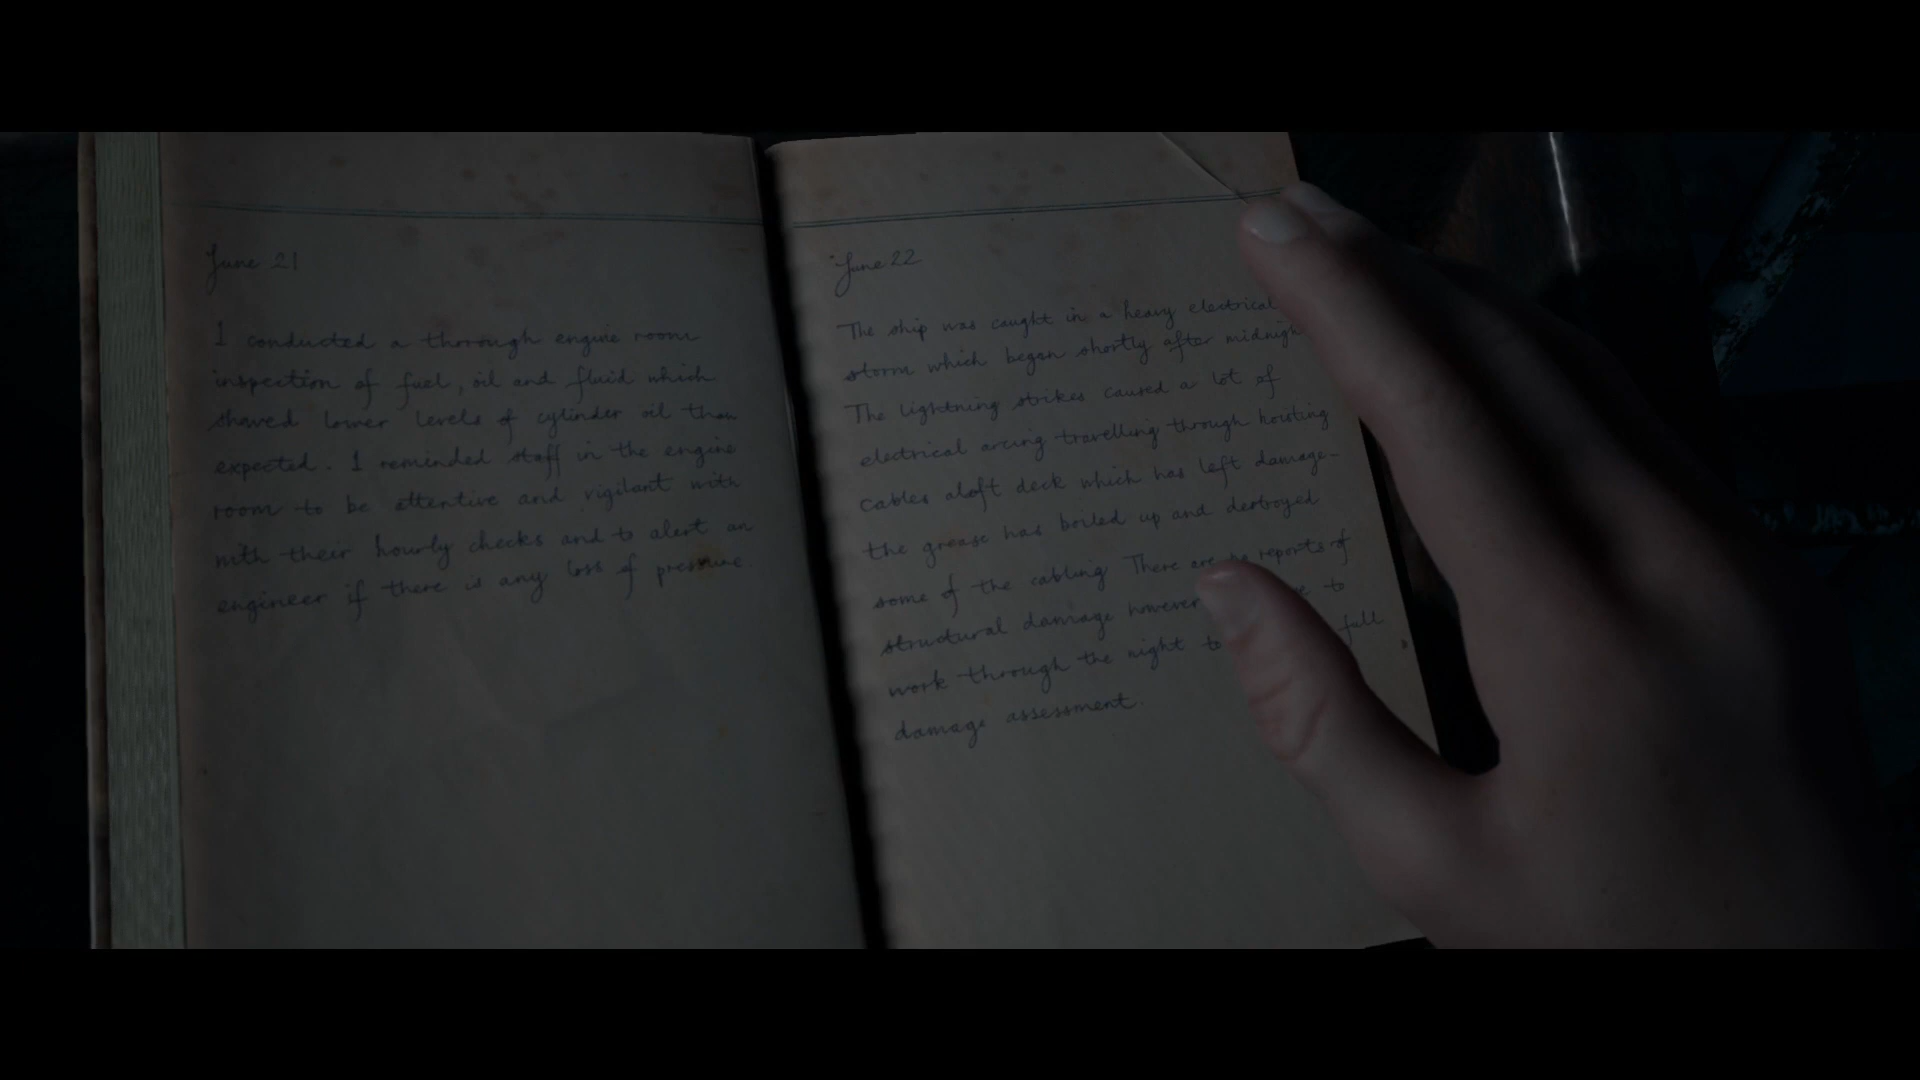 June 21
I conducted a thorough engine room
inspection of fuel, oil and fluid which
showed lower levels of cylinder oil than
expected. I reminded staff in the engine
room to be attentive and vigilant with
with their hourly checks and to alert an
engineer if there is any loss of pressure.
June 22
The ship was caught in a heavy electrical
storm which began shortly after midnigh
The lightning strikes caused a lot of
electrical arcing travelling through hoisting
cables aloft deck which has left damage-
the grease has boiled up and destroyed
some of the cabling There are no reports of
structural damage however to
work through the night to full
damage assessment.